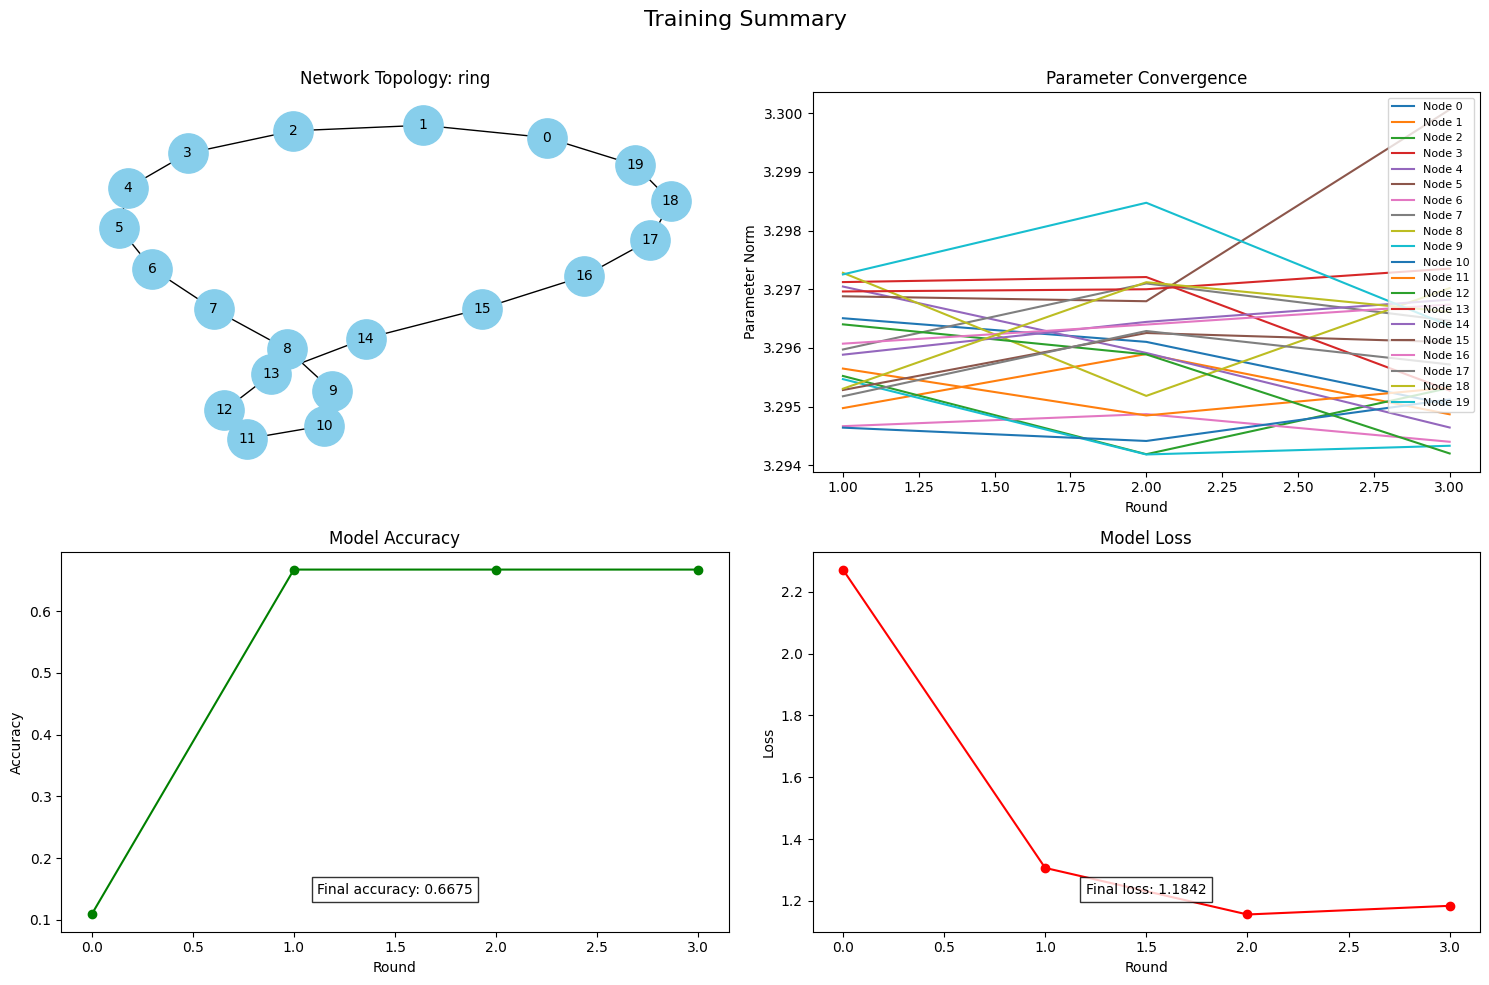 Training Summary
Network Topology: ring
0
1
2
3
4
5
6
7
8
9
10
11
12
13
14
15
16
17
18
19
Parameter Convergence
Parameter Norm
3.300
3.299
3.298
3.297
3.296
3.295
3.294
1.00 1.25 1.50 1.75 2.00 2.25 2.50 2.75 3.00
Round
Node 0
Node 1
Node 2
Node 3
Node 4
Node 5
Node 6
Node 7
Node 8
Node 9
Node 10
Node 11
Node 12
Node 13
Node 14
Node 15
Node 16
Node 17
Node 18
Node 19
Model Accuracy
Accuracy
0.6
0.5
0.4
0.3
0.2
0.1
Final accuracy: 0.6675
0.0 0.5 1.0 1.5 2.0 2.5 3.0
Round
Model Loss
Loss
2.2
2.0
1.8
1.6
1.4
1.2
Final loss: 1.1842
0.0 0.5 1.0 1.5 2.0 2.5 3.0
Round